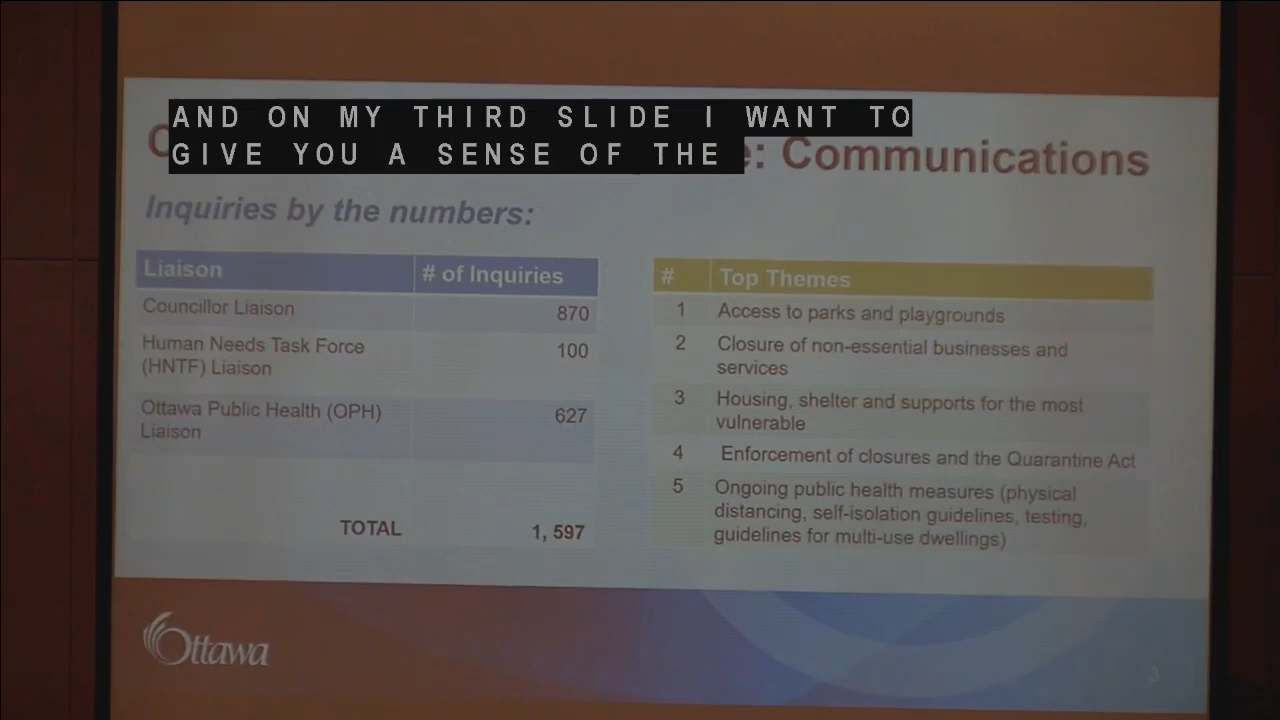 AND ON MY THIRD SLIDE I WANT TO
GIVE YOU A SENSE OF THE
: Communications
Inquiries by the numbers:
Liaison # of Inquiries
Councillor Liaison 870
Human Needs Task Force 100
(HNTF) Liaison
Ottawa Public Health (OPH) 627
Liaison
TOTAL 1, 597
# Top Themes
1 Access to parks and playgrounds
2 Closure of non-essential businesses and
services
3 Housing, shelter and supports for the most
vulnerable
4 Enforcement of closures and the Quarantine Act
5 Ongoing public health measures (physical
distancing, self-isolation guidelines, testing,
guidelines for multi-use dwellings)
Ottawa
3